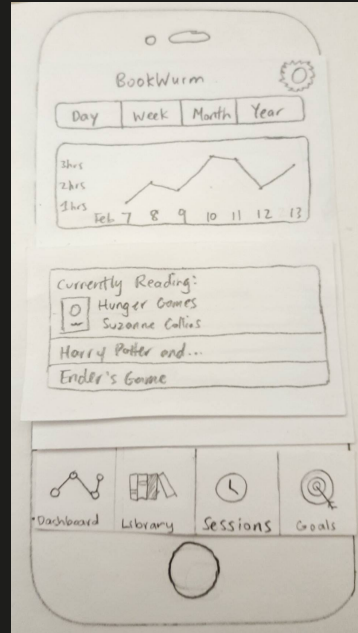 BookWurm
Day Week Month Year
3hrs
2hrs
1hrs
Feb 7 8 9 10 11 12 13
Currently Reading:
Hunger Games
Suzanne Collins
Harry Potter and...
Ender's Game
Dashboard Library Sessions Goals